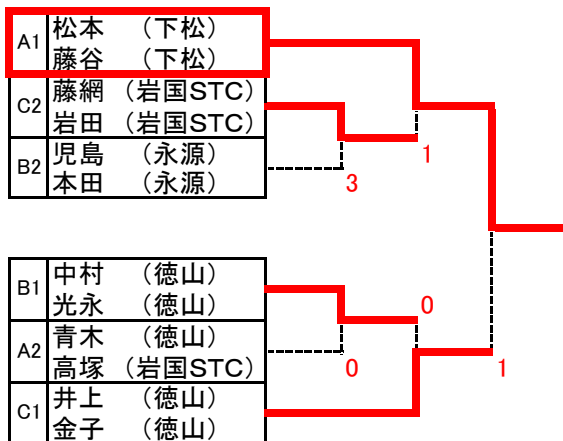 A1 松本 （下松）
藤谷 （下松）
C2 藤網 （岩国STC）
岩田 （岩国STC）
B2 児島 （永源）
本田 （永源）
1
3
B1 中村 （徳山）
光永 （徳山）
A2 青木 （徳山）
高塚 （岩国STC）
C1 井上 （徳山）
金子 （徳山）
0
0
1